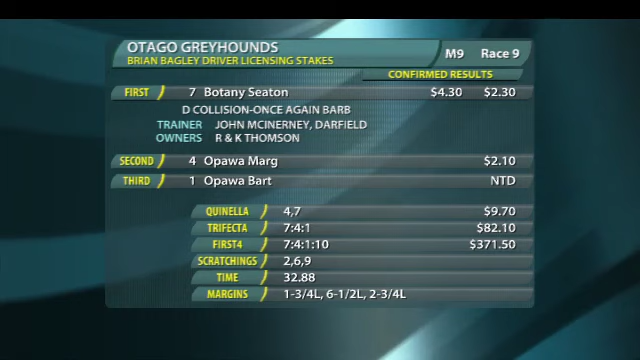 OTAGO GREYHOUNDS M9 Race 9
BRIAN BAGLEY DRIVER LICENSING STAKES
CONFIRMED RESULTS
FIRST 7 Botany Seaton $4.30 $2.30
D COLLISION-ONCE AGAIN BARB
TRAINER JOHN MCINERNEY, DARFIELD
OWNERS R & K THOMSON
SECOND 4 Opawa Marg $2.10
THIRD 1 Opawa Bart NTD
QUINELLA 4,7 $9.70
TRIFECTA 7:4:1 $82.10
FIRST4 7:4:1:10 $371.50
SCRATCHINGS 2,6,9
TIME 32.88
MARGINS 1-3/4L, 6-1/2L, 2-3/4L